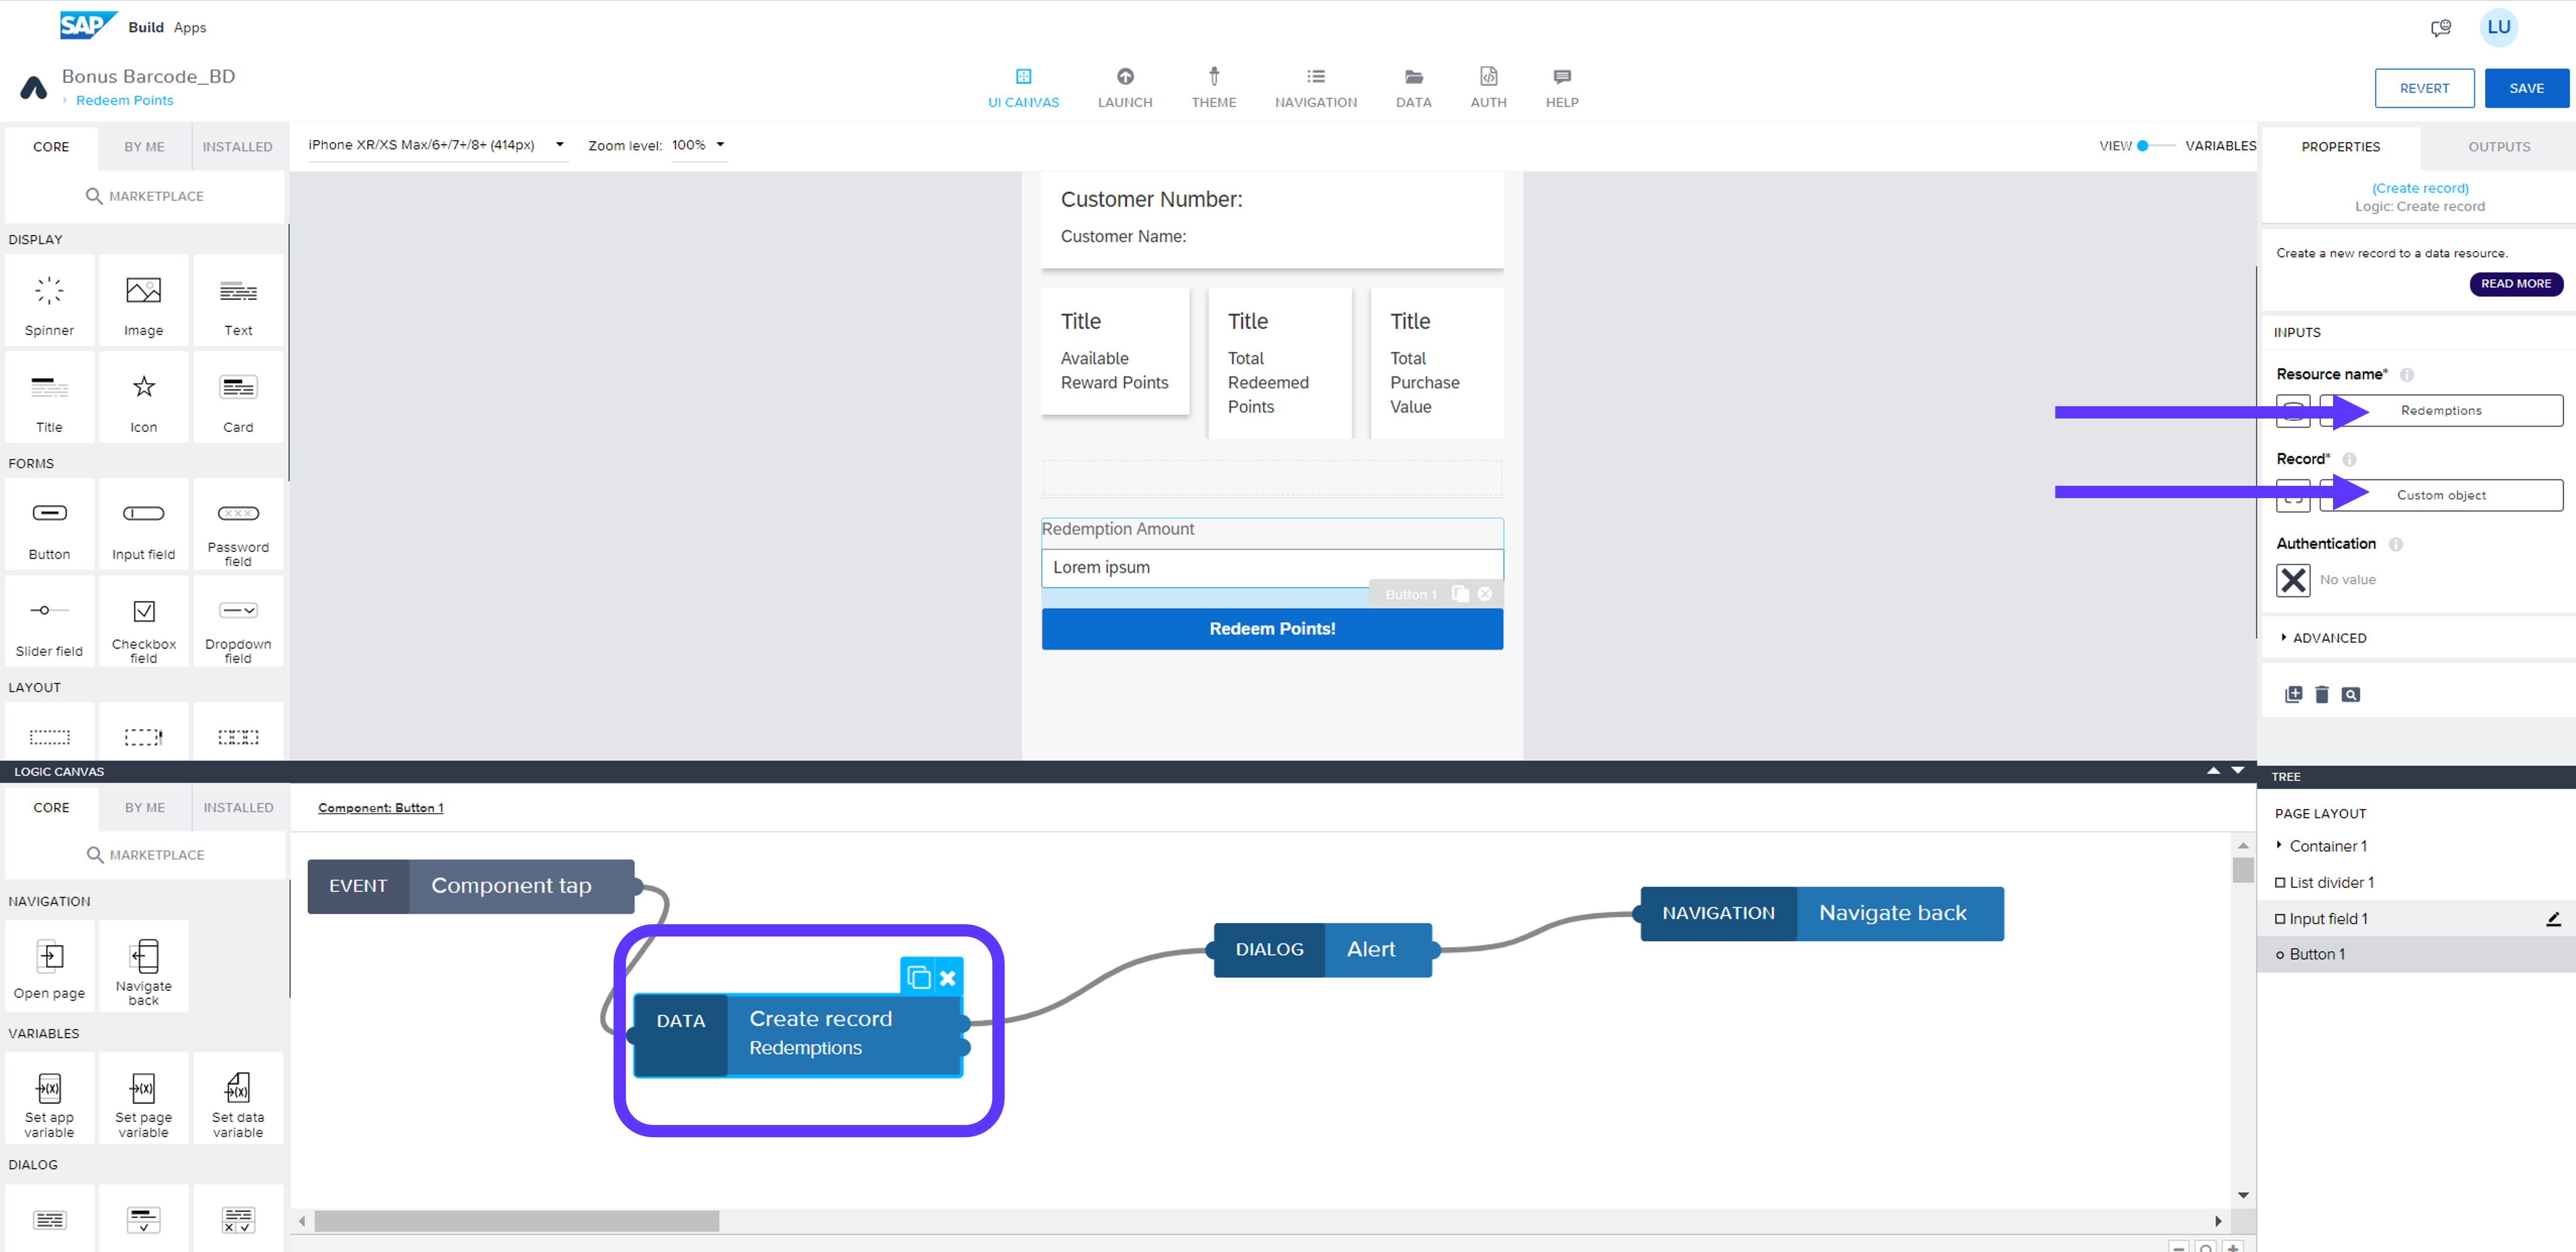 SAP Build Apps
LU
Bonus Barcode_BD
Redeem Points
UI CANVAS
LAUNCH
THEME
NAVIGATION
DATA
AUTH
HELP
REVERT
SAVE
CORE
BY ME
INSTALLED
iPhone XR/XS Max/6+/7+/8+ (414px)
Zoom level: 100%
VIEW
VARIABLES
PROPERTIES
OUTPUTS
MARKETPLACE
DISPLAY
Spinner
Image
Text
Title
Icon
Card
FORMS
Button
Input field
Password
field
Slider field
Checkbox
field
Dropdown
field
LAYOUT
Customer Number:
Customer Name:
Title
Available
Reward Points
Title
Total
Redeemed
Points
Title
Total
Purchase
Value
Redemption Amount
Lorem ipsum
Button 1
Redeem Points!
(Create record)
Logic: Create record
Create a new record to a data resource.
READ MORE
INPUTS
Resource name*
Redemptions
Record*
Custom object
Authentication
No value
ADVANCED
LOGIC CANVAS
CORE
BY ME
INSTALLED
Component: Button 1
MARKETPLACE
NAVIGATION
Open page
Navigate
back
VARIABLES
Set app
variable
Set page
variable
Set data
variable
DIALOG
EVENT
Component tap
DATA
Create record
Redemptions
DIALOG
Alert
NAVIGATION
Navigate back
TREE
PAGE LAYOUT
Container 1
List divider 1
Input field 1
Button 1